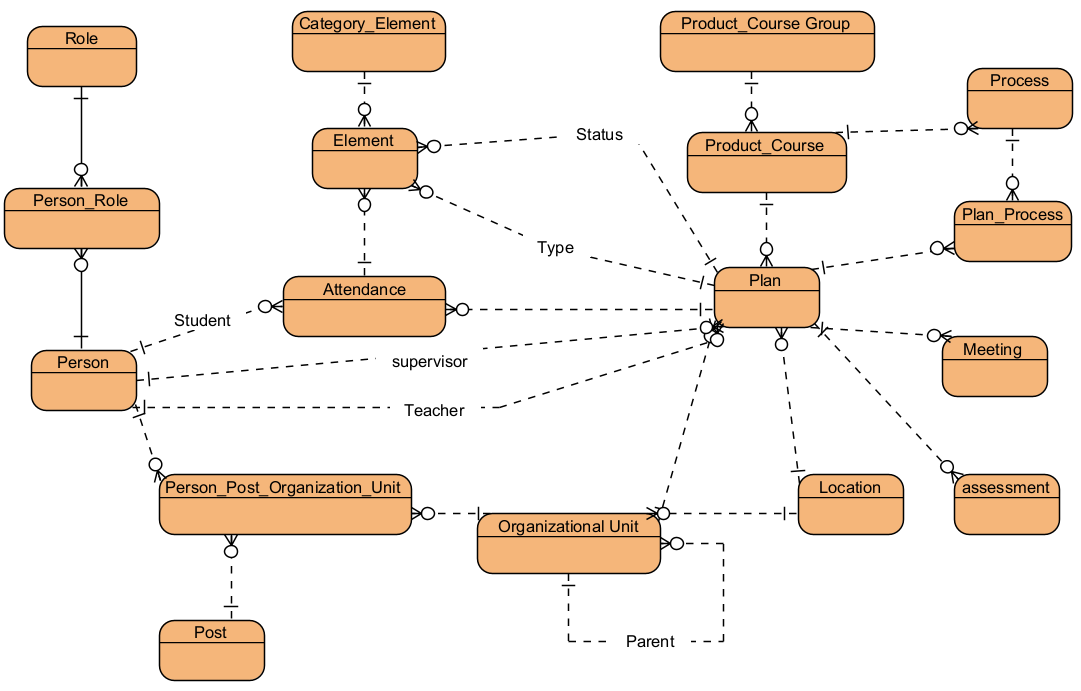 Category_Element
Product_Course Group
Role
Process
Status
Element
Product_Course
Person_Role
Plan_Process
Type
Plan
Attendance
Student
Meeting
supervisor
Person
Teacher
Person_Post_Organization_Unit
Location
assessment
Organizational Unit
Post
Parent